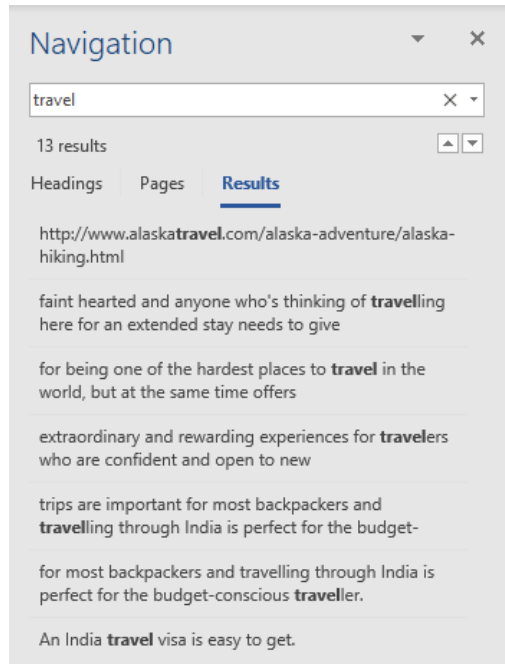 Navigation
travel
13 results
Headings Pages Results
http://www.alaskatravel.com/alaska-adventure/alaska-
hiking.html
faint hearted and anyone who's thinking of travelling
here for an extended stay needs to give
for being one of the hardest places to travel in the
world, but at the same time offers
extraordinary and rewarding experiences for travelers
who are confident and open to new
trips are important for most backpackers and
travelling through India is perfect for the budget-
for most backpackers and travelling through India is
perfect for the budget-conscious traveller.
An India travel visa is easy to get.